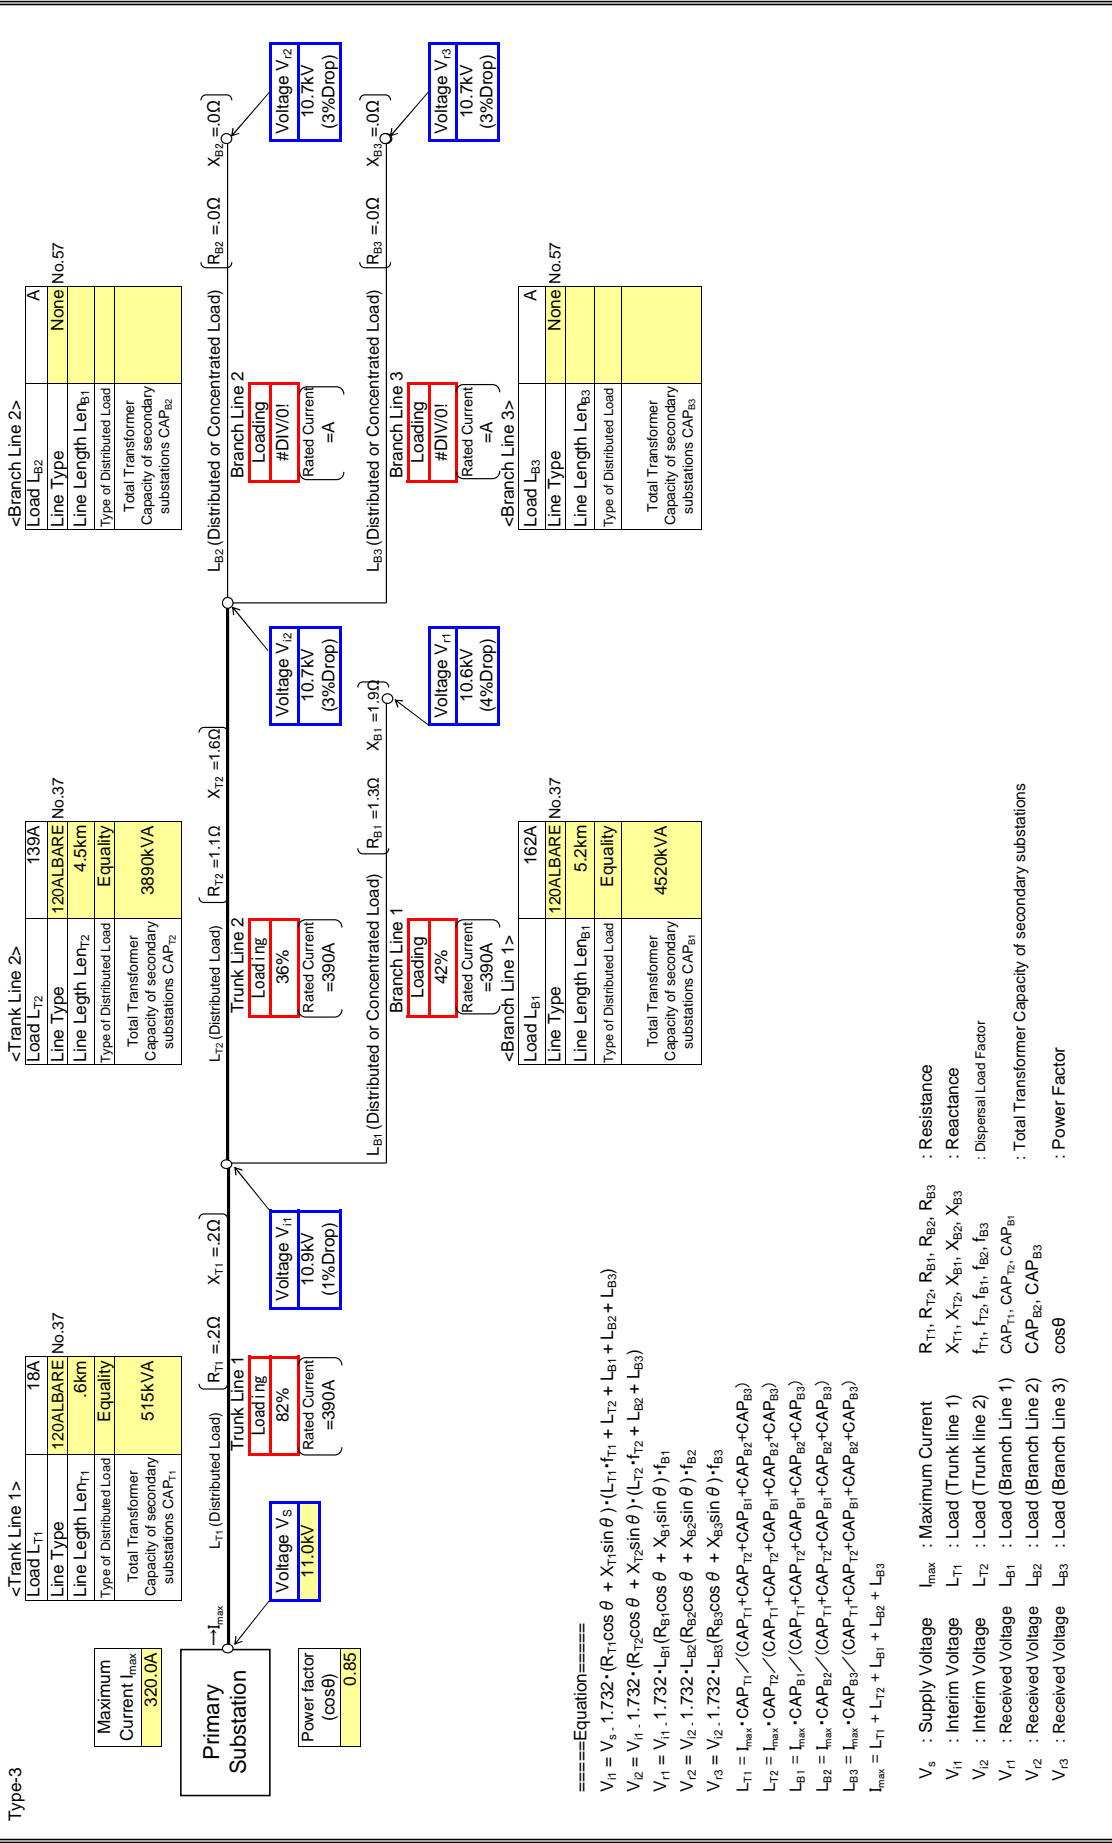 Type-3
<Trank Line 1>
Load LT1 18A
Line Type 120ALBARE No.37
Line Legth LenT1 .6km
Type of Distributed Load Equality
Total Transformer
Capacity of secondary
substations CAPT1
515kVA
<Trank Line 2>
Load LT2 139A
Line Type 120ALBARE No.37
Line Length LenT2 4.5km
Type of Distributed Load Equality
Total Transformer
Capacity of secondary
substations CAPT2
3890kVA
<Branch Line 2>
Load LB2 A
Line Type None No.57
Line Length LenB1
Type of Distributed Load
Total Transformer
Capacity of secondary
substations CAPB2
Maximum
Current Imax
320.0A
Primary
Substation
→Imax
Power factor
(cosθ)
0.85
Voltage VS
11.0kV
LT1 (Distributed Load)
RT1 =.2Ω XT1 =.2Ω
Trunk Line 1
Loading
82%
Rated Current
=390A
Voltage Vi1
10.9kV
(1%Drop)
LT2 (Distributed Load)
RT2 =1.1Ω XT2 =1.6Ω
Trunk Line 2
Loading
36%
Rated Current
=390A
Voltage Vi2
10.7kV
(3%Drop)
LB2 (Distributed or Concentrated Load)
RB2 =.0Ω XB2 =.0Ω
Branch Line 2
Loading
#DIV/0!
Rated Current
=A
Voltage Vr2
10.7kV
(3%Drop)
LB1 (Distributed or Concentrated Load)
RB1 =1.3Ω XB1 =1.9Ω
Branch Line 1
Loading
42%
Rated Current
=390A
Voltage Vr1
10.6kV
(4%Drop)
LB3 (Distributed or Concentrated Load)
RB3 =.0Ω XB3 =.0Ω
Branch Line 3
Loading
#DIV/0!
Rated Current
=A
Voltage Vr3
10.7kV
(3%Drop)
<Branch Line 1>
Load LB1 162A
Line Type 120ALBARE No.37
Line Length LenB1 5.2km
Type of Distributed Load Equality
Total Transformer
Capacity of secondary
substations CAPB1
4520kVA
<Branch Line 3>
Load LB3 A
Line Type None No.57
Line Length LenB3
Type of Distributed Load
Total Transformer
Capacity of secondary
substations CAPB3
=====Equation=====
Vi1 = Vs - 1.732・(RT1cos θ + XT1sin θ)・(LT1・fT1 + LT2 + LB1 + LB2 + LB3)
Vi2 = Vi1 - 1.732・(RT2cos θ + XT2sin θ)・(LT2・fT2 + LB2 + LB3)
Vr1 = Vi1 - 1.732・LB1(RB1cos θ + XB1sin θ)・fB1
Vr2 = Vi2 - 1.732・LB2(RB2cos θ + XB2sin θ)・fB2
Vr3 = Vi2 - 1.732・LB3(RB3cos θ + XB3sin θ)・fB3
LT1 = Imax・CAPT1／(CAPT1+CAPT2+CAPB1+CAPB2+CAPB3)
LT2 = Imax・CAPT2／(CAPT1+CAPT2+CAPB1+CAPB2+CAPB3)
LB1 = Imax・CAPB1／(CAPT1+CAPT2+CAPB1+CAPB2+CAPB3)
LB2 = Imax・CAPB2／(CAPT1+CAPT2+CAPB1+CAPB2+CAPB3)
LB3 = Imax・CAPB3／(CAPT1+CAPT2+CAPB1+CAPB2+CAPB3)
Imax = LT1 + LT2 + LB1 + LB2 + LB3
Vs : Supply Voltage Imax : Maximum Current RT1, RT2, RB1, RB2, RB3 : Resistance
Vi1 : Interim Voltage LT1 : Load (Trunk line 1) XT1, XT2, XB1, XB2, XB3 : Reactance
Vi2 : Interim Voltage LT2 : Load (Trunk line 2) fT1, fT2, fB1, fB2, fB3 : Dispersal Load Factor
Vr1 : Received Voltage LB1 : Load (Branch Line 1) CAPT1, CAPT2, CAPB1 : Total Transformer Capacity of secondary substations
Vr2 : Received Voltage LB2 : Load (Branch Line 2) CAPB2, CAPB3
Vr3 : Received Voltage LB3 : Load (Branch Line 3) cosθ : Power Factor